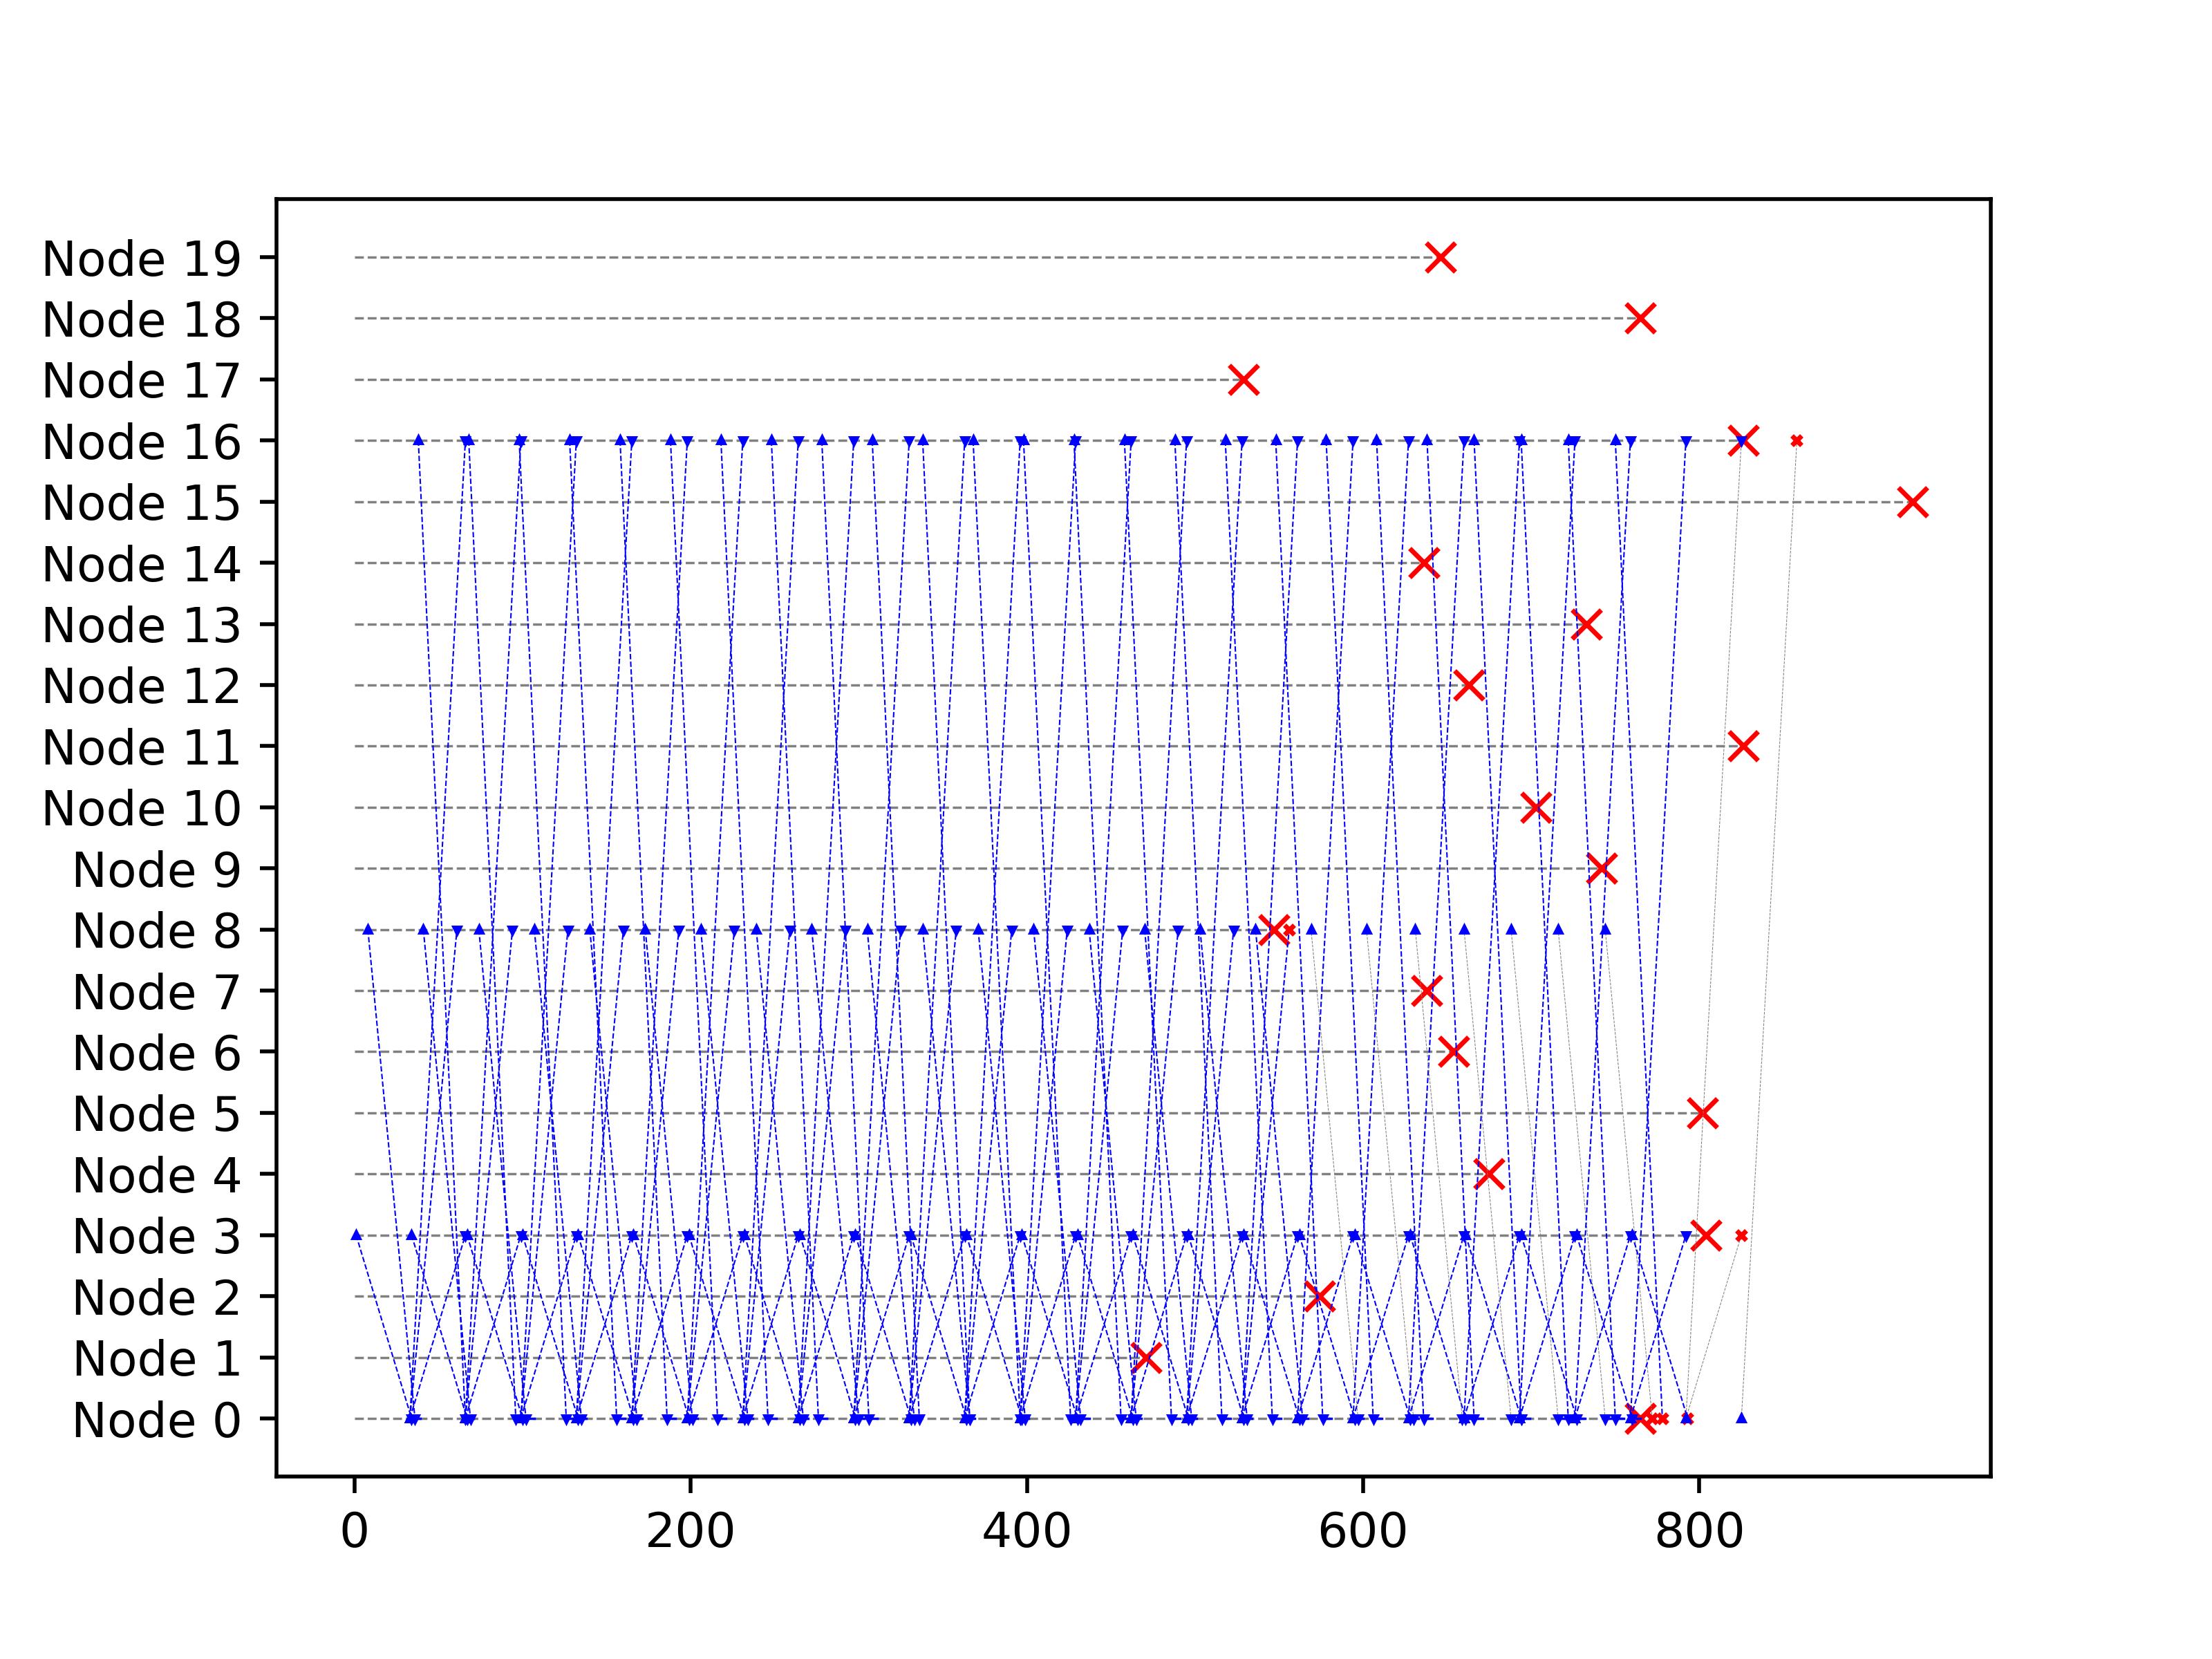 Node 19
Node 18
Node 17
Node 16
Node 15
Node 14
Node 13
Node 12
Node 11
Node 10
Node 9
Node 8
Node 7
Node 6
Node 5
Node 4
Node 3
Node 2
Node 1
Node 0
0 200 400 600 800